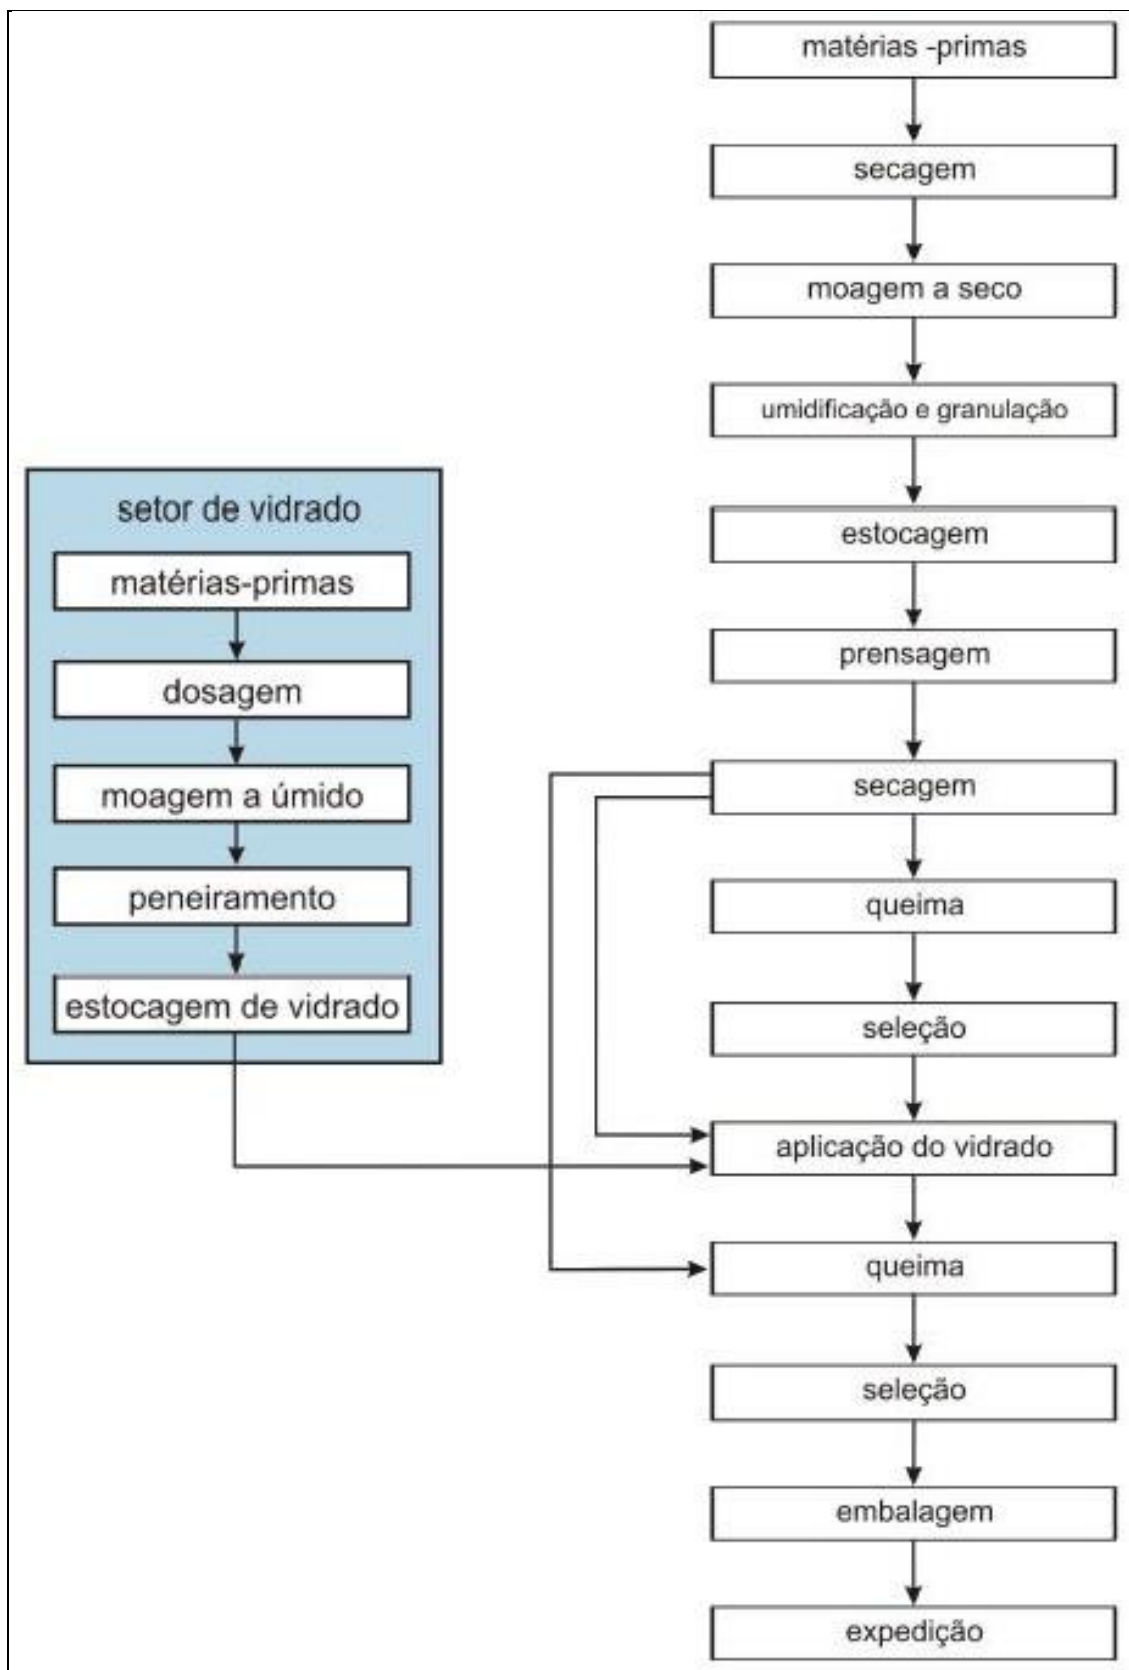 matérias -primas
secagem
moagem a seco
umidificação e granulação
estocagem
prensagem
secagem
queima
seleção
aplicação do vidrado
queima
seleção
embalagem
expedição
setor de vidrado
matérias-primas
dosagem
moagem a úmido
peneiramento
estocagem de vidrado